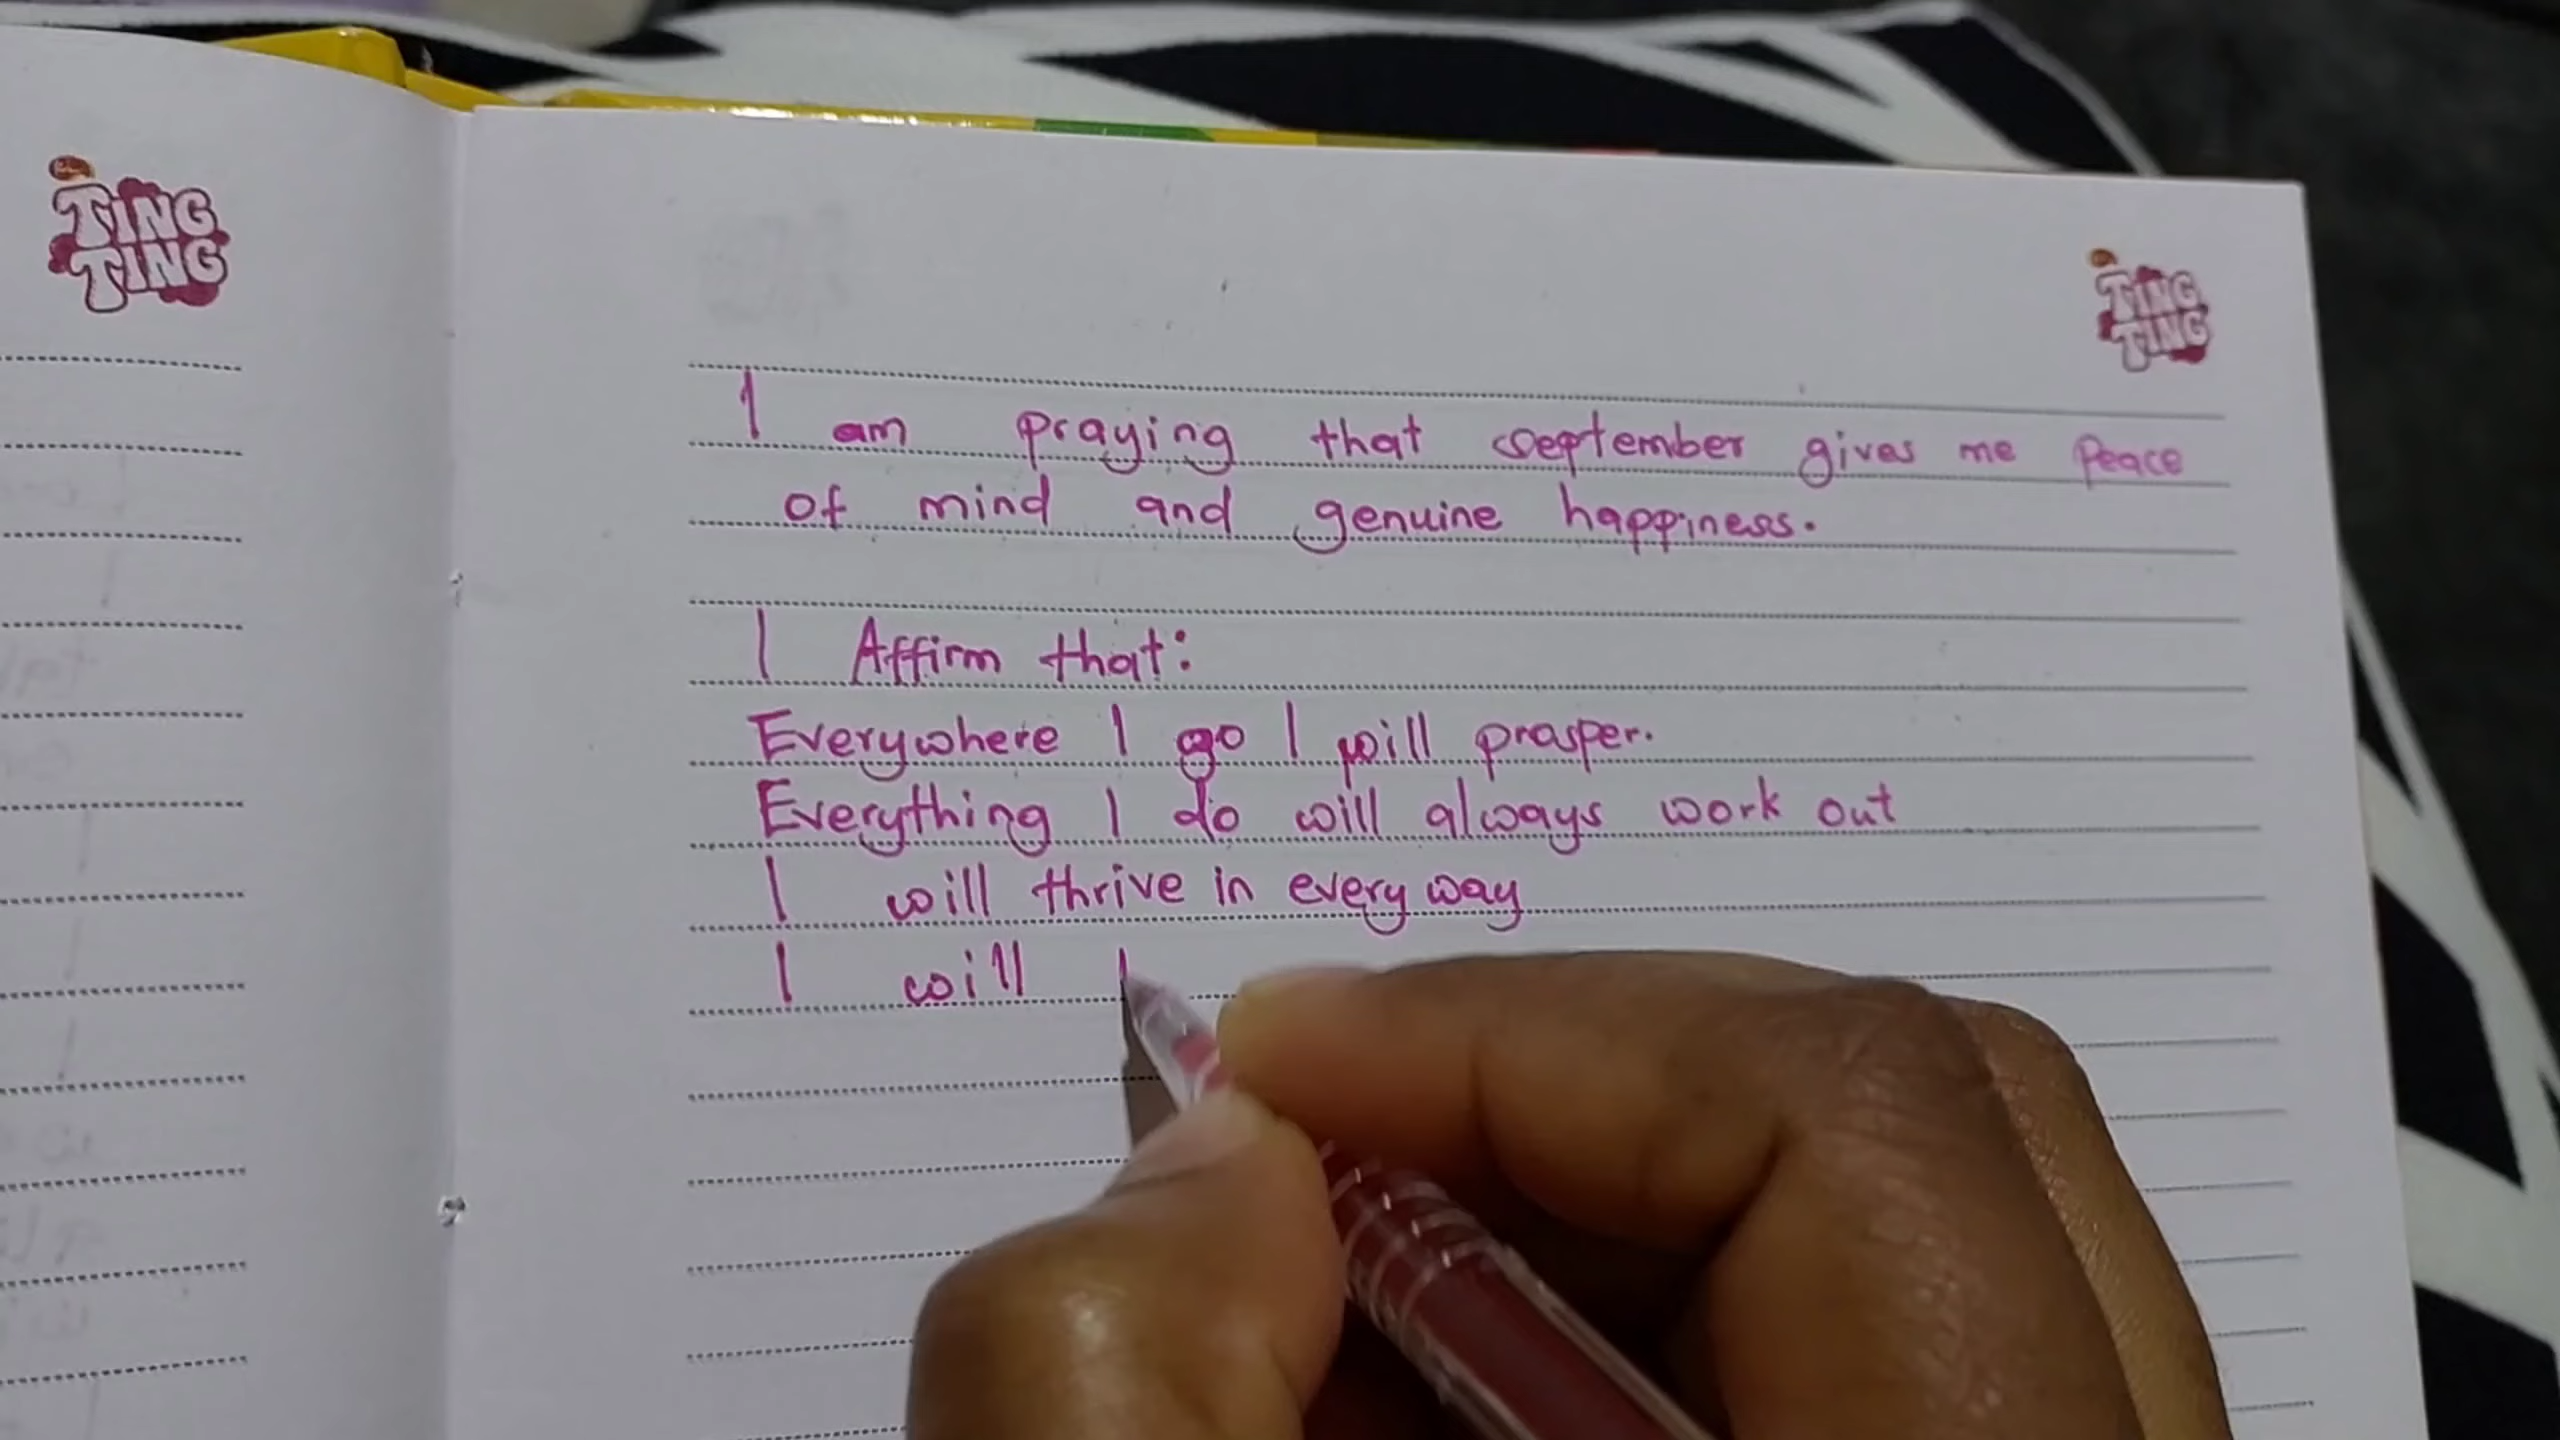 TING
TING
TING
TING
I am praying that september gives me peace
of mind and genuine happiness.
I Affirm that:
Everywhere I go I will prosper.
Everything I do will always work out
I will thrive in every way
I will